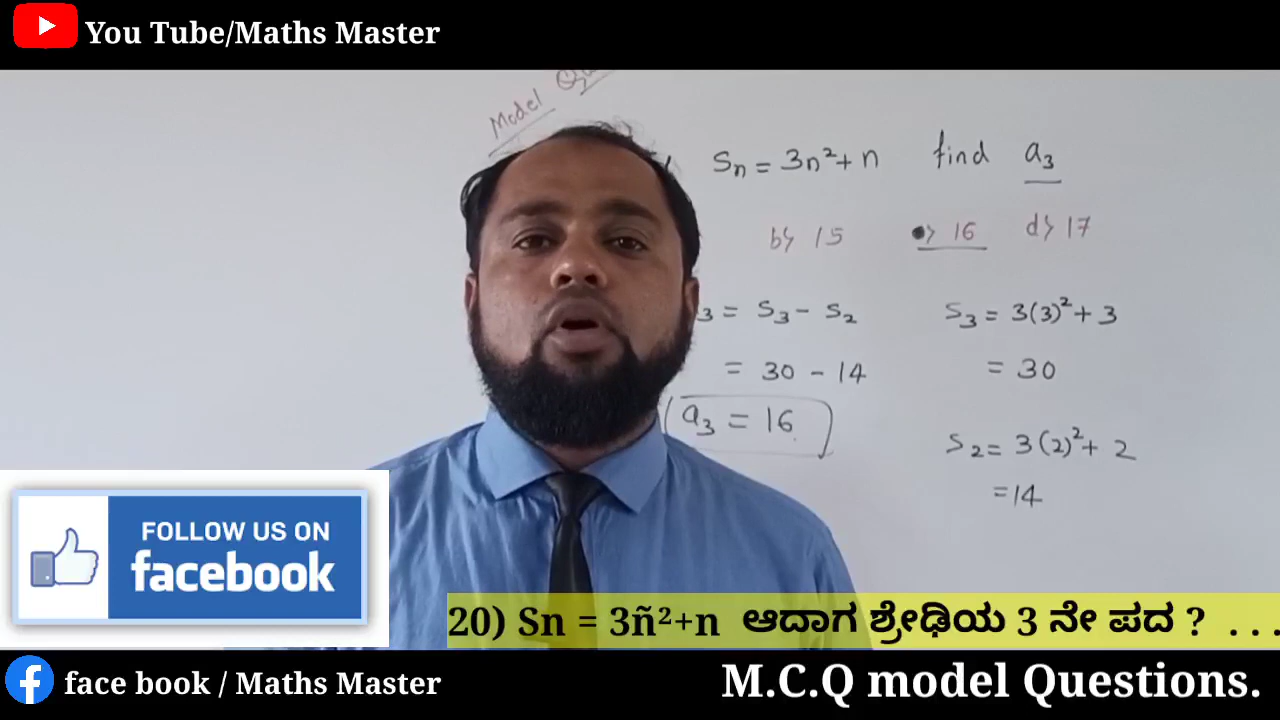 You Tube/Maths Master
Model
Sn = 3n²+ n find a₃
b> 15 > 16 d> 17
₃ = S₃ - S₂
= 30 - 14
a₃ = 16
S₃ = 3(3)²+ 3
= 30
S₂ = 3(2)²+ 2
=14
FOLLOW US ON
facebook
20) Sn = 3ñ²+n ಆದಾಗ ಶ್ರೇಢಿಯ 3 ನೇ ಪದ ? . . .
face book / Maths Master
M.C.Q model Questions.